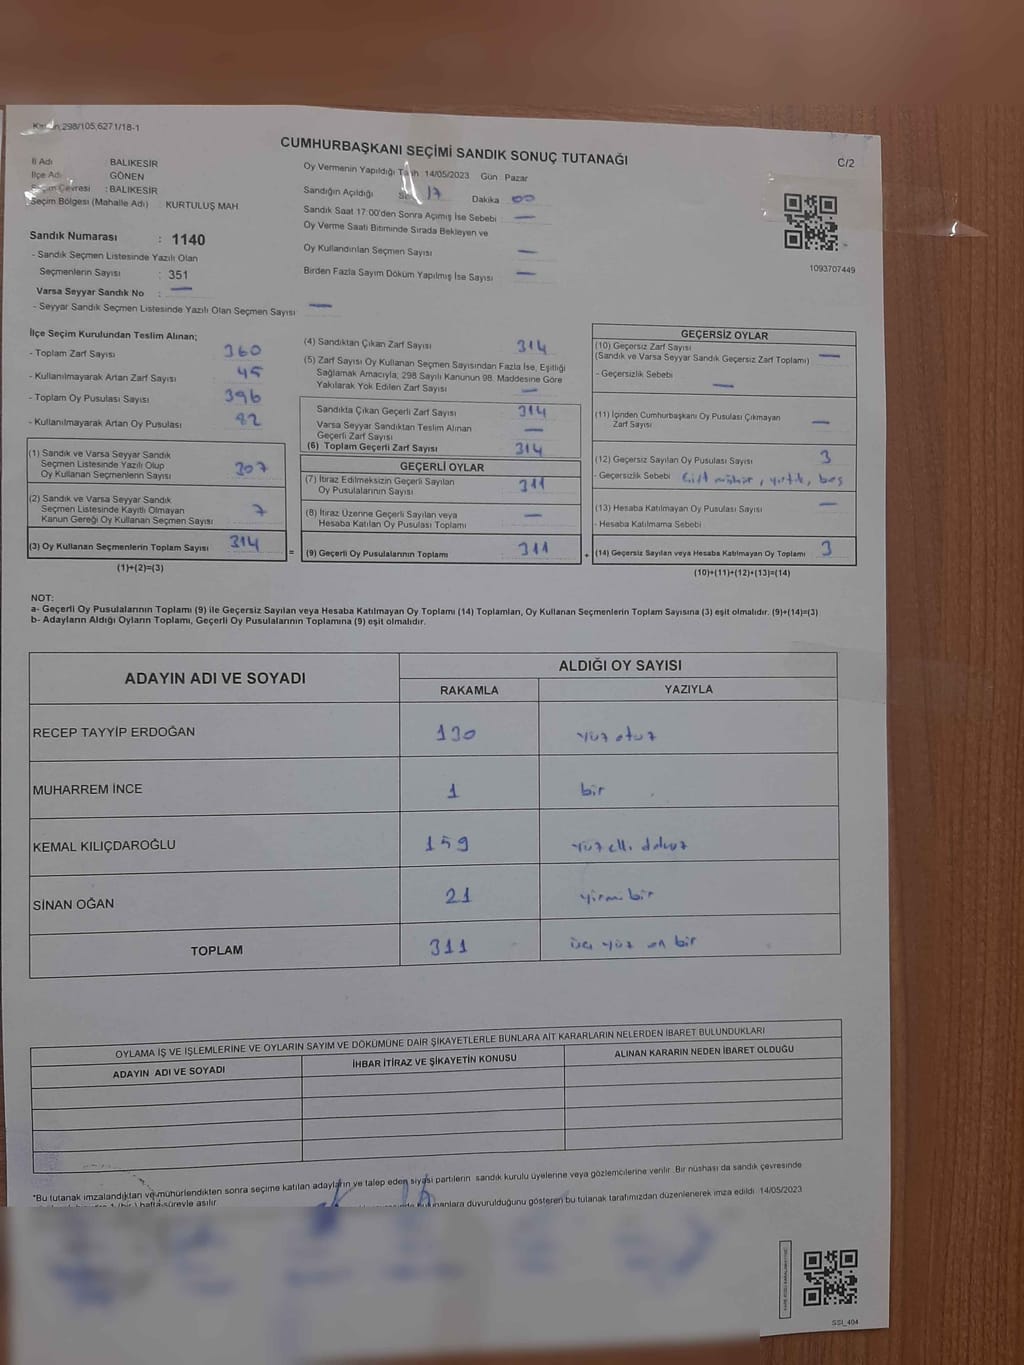 Kanun;298/105,6271/18-1
CUMHURBAŞKANI SEÇİMİ SANDIK SONUÇ TUTANAĞI
C/2
İl Adı : BALIKESİR
İlçe Adı : GÖNEN
Seçim Çevresi : BALIKESİR
Seçim Bölgesi (Mahalle Adı) : KURTULUŞ MAH
Sandık Numarası : 1140
- Sandık Seçmen Listesinde Yazılı Olan
Seçmenlerin Sayısı : 351
Varsa Seyyar Sandık No : —
- Seyyar Sandık Seçmen Listesinde Yazılı Olan Seçmen Sayısı —
Oy Vermenin Yapıldığı Tarih 14/05/2023 Gün Pazar
Sandığın Açıldığı 17 Dakika 00
Sandık Saat 17:00'den Sonra Açımış İse Sebebi : —
Oy Verme Saati Bitiminde Sırada Bekleyen ve
Oy Kullandırılan Seçmen Sayısı —
Birden Fazla Sayım Döküm Yapılmış İse Sayısı —
1093707449
İlçe Seçim Kurulundan Teslim Alınan;
- Toplam Zarf Sayısı 360
- Kullanılmayarak Artan Zarf Sayısı 45
- Toplam Oy Pusulası Sayısı 396
- Kullanılmayarak Artan Oy Pusulası 82
(1) Sandık ve Varsa Seyyar Sandık
Seçmen Listesinde Yazılı Olup
Oy Kullanan Seçmenlerin Sayısı 307
(2) Sandık ve Varsa Seyyar Sandık
Seçmen Listesinde Kayıtlı Olmayan
Kanun Gereği Oy Kullanan Seçmen Sayısı 7
(3) Oy Kullanan Seçmenlerin Toplam Sayısı 314
(1)+(2)=(3)
=
(4) Sandıktan Çıkan Zarf Sayısı 314
(5) Zarf Sayısı Oy Kullanan Seçmen Sayısından Fazla İse, Eşitliği
Sağlamak Amacıyla, 298 Sayılı Kanunun 98. Maddesine Göre
Yakılarak Yok Edilen Zarf Sayısı —
Sandıkta Çıkan Geçerli Zarf Sayısı 314
Varsa Seyyar Sandıktan Teslim Alınan
Geçerli Zarf Sayısı —
(6) Toplam Geçerli Zarf Sayısı 314
GEÇERLİ OYLAR
(7) İtiraz Edilmeksizin Geçerli Sayılan
Oy Pusulalarının Sayısı 311
(8) İtiraz Üzerine Geçerli Sayılan veya
Hesaba Katılan Oy Pusulası Toplamı —
(9) Geçerli Oy Pusulalarının Toplamı 311
+
GEÇERSİZ OYLAR
(10) Geçersiz Zarf Sayısı —
(Sandık ve Varsa Seyyar Sandık Geçersiz Zarf Toplamı)
- Geçersizlik Sebebi —
(11) İçinden Cumhurbaşkanı Oy Pusulası Çıkmayan
Zarf Sayısı —
(12) Geçersiz Sayılan Oy Pusulası Sayısı 3
- Geçersizlik Sebebi Çift mühür, yırtık, boş
(13) Hesaba Katılmayan Oy Pusulası Sayısı —
- Hesaba Katılmama Sebebi
(14) Geçersiz Sayılan veya Hesaba Katılmayan Oy Toplamı 3
(10)+(11)+(12)+(13)=(14)
NOT:
a- Geçerli Oy Pusulalarının Toplamı (9) ile Geçersiz Sayılan veya Hesaba Katılmayan Oy Toplamı (14) Toplamları, Oy Kullanan Seçmenlerin Toplam Sayısına (3) eşit olmalıdır. (9)+(14)=(3)
b- Adayların Aldığı Oyların Toplamı, Geçerli Oy Pusulalarının Toplamına (9) eşit olmalıdır.
ADAYIN ADI VE SOYADI ALDIĞI OY SAYISI
RAKAMLA YAZIYLA
RECEP TAYYİP ERDOĞAN 130 yüz otuz
MUHARREM İNCE 1 bir
KEMAL KILIÇDAROĞLU 159 yüz elli dokuz
SİNAN OĞAN 21 yirmi bir
TOPLAM 311 üç yüz on bir
OYLAMA İŞ VE İŞLEMLERİNE VE OYLARIN SAYIM VE DÖKÜMÜNE DAİR ŞİKAYETLERLE BUNLARA AİT KARARLARIN NELERDEN İBARET BULUNDUKLARI
ADAYIN ADI VE SOYADI İHBAR İTİRAZ VE ŞİKAYETİN KONUSU ALINAN KARARIN NEDEN İBARET OLDUĞU
*Bu tutanak imzalandıktan ve mühürlendikten sonra seçime katılan adayların ve talep eden siyasi partilerin sandık kurulu üyelerine veya gözlemcilerine verilir. Bir nüshası da sandık çevresinde
(bir) hafta süreyle asılır. duyurulduğunu gösteren bu tutanak tarafımızdan düzenlenerek imza edildi. 14/05/2023
SSİ_404